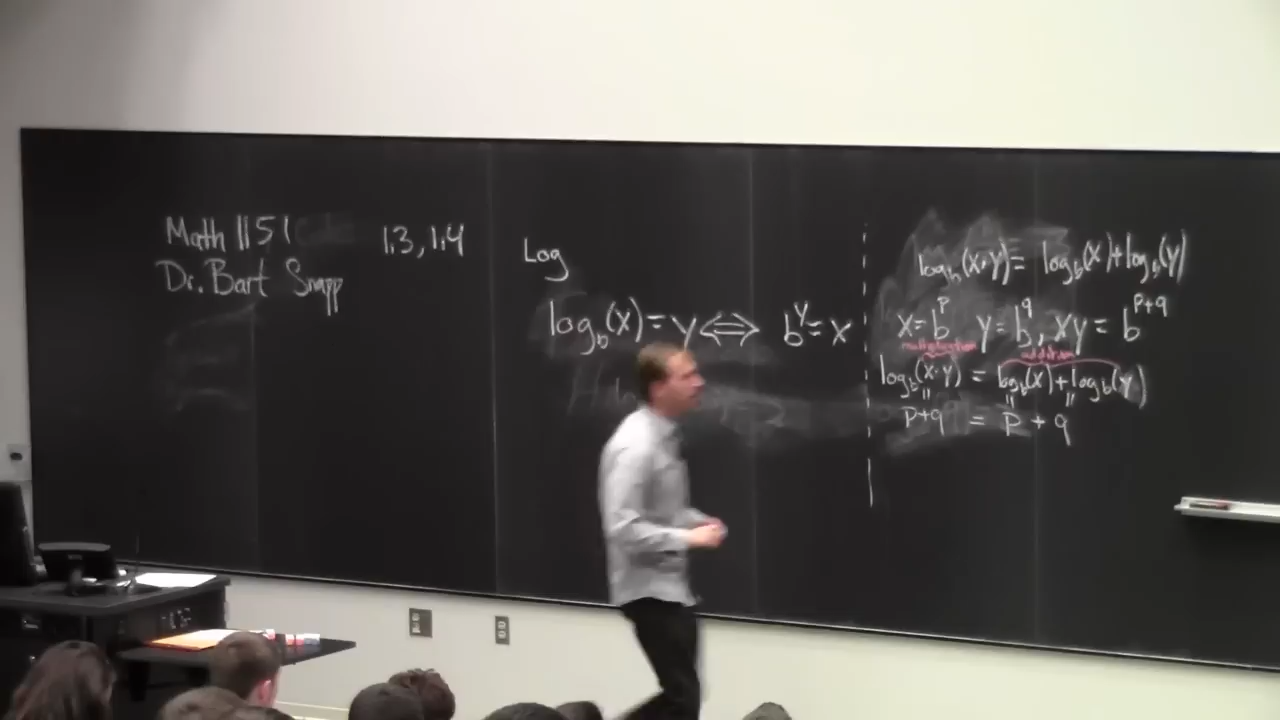 Math 1151 1.3, 1.4
Dr. Bart Snapp
Log
log_b(x) = y ⟺ b^y = x
log_b(x·y) = log_b(x) + log_b(y)
x = b^p y = b^q, xy = b^{p+q}
multiplication addition
log_b(x·y) = log_b(x) + log_b(y)
p+q = p + q